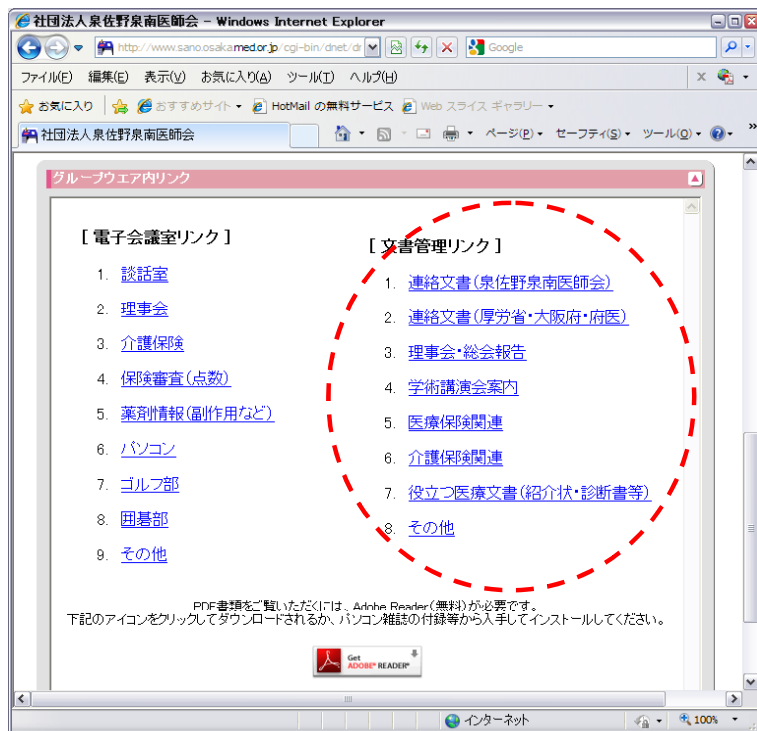 社団法人泉佐野泉南医師会 - Windows Internet Explorer
http://www.sano.osakamed.or.jp/cgi-bin/dnet/dr
Google
ファイル(F) 編集(E) 表示(V) お気に入り(A) ツール(T) ヘルプ(H)
お気に入り おすすめサイト HotMail の無料サービス Web スライス ギャラリー
社団法人泉佐野泉南医師会 ページ(P) セーフティ(S) ツール(O)
グループウエア内リンク
[ 電子会議室リンク ]
1. 談話室
2. 理事会
3. 介護保険
4. 保険審査(点数)
5. 薬剤情報(副作用など)
6. パソコン
7. ゴルフ部
8. 囲碁部
9. その他
[ 文書管理リンク ]
1. 連絡文書(泉佐野泉南医師会)
2. 連絡文書(厚労省・大阪府・府医)
3. 理事会・総会報告
4. 学術講演会案内
5. 医療保険関連
6. 介護保険関連
7. 役立つ医療文書(紹介状・診断書等)
8. その他
PDF書類をご覧いただくには、Adobe Reader(無料)が必要です。
下記のアイコンをクリックしてダウンロードされるか、パソコン雑誌の付録等から入手してインストールしてください。
Get
ADOBE® READER®
インターネット 100%